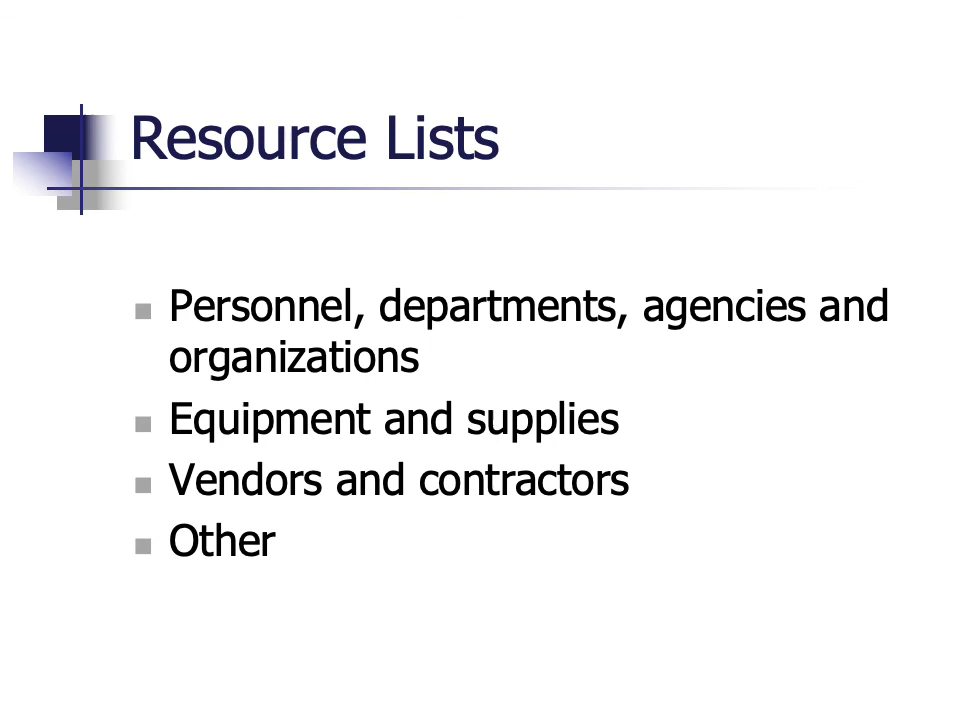 Resource Lists
Personnel, departments, agencies and
organizations
Equipment and supplies
Vendors and contractors
Other